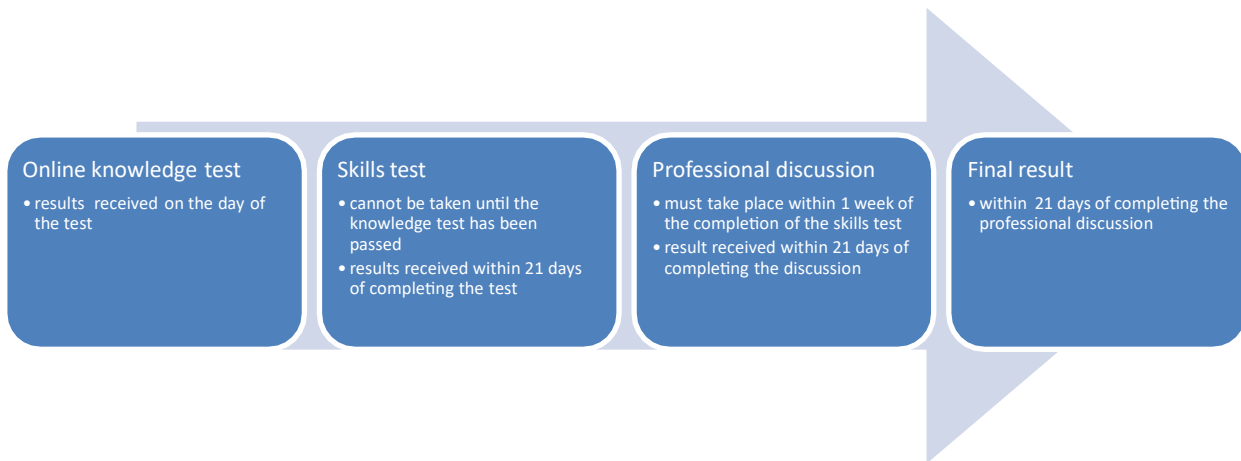 Online knowledge test
• results received on the day of
the test
Skills test
• cannot be taken until the
knowledge test has been
passed
• results received within 21 days
of completing the test
Professional discussion
• must take place within 1 week of
the completion of the skills test
• result received within 21 days of
completing the discussion
Final result
• within 21 days of completing the
professional discussion